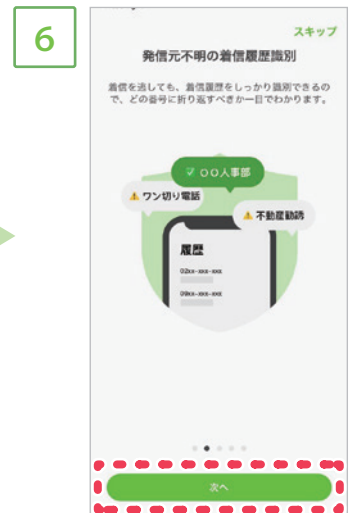 6
スキップ
発信元不明の着信履歴識別
着信を逃しても、着信履歴をしっかり識別できるの
で、どの番号に折り返すべきか一目でわかります。
〇〇人事部
ワン切り電話
不動産勧誘
履歴
02xx-xxx-xxx
09xx-xxx-xxx
次へ